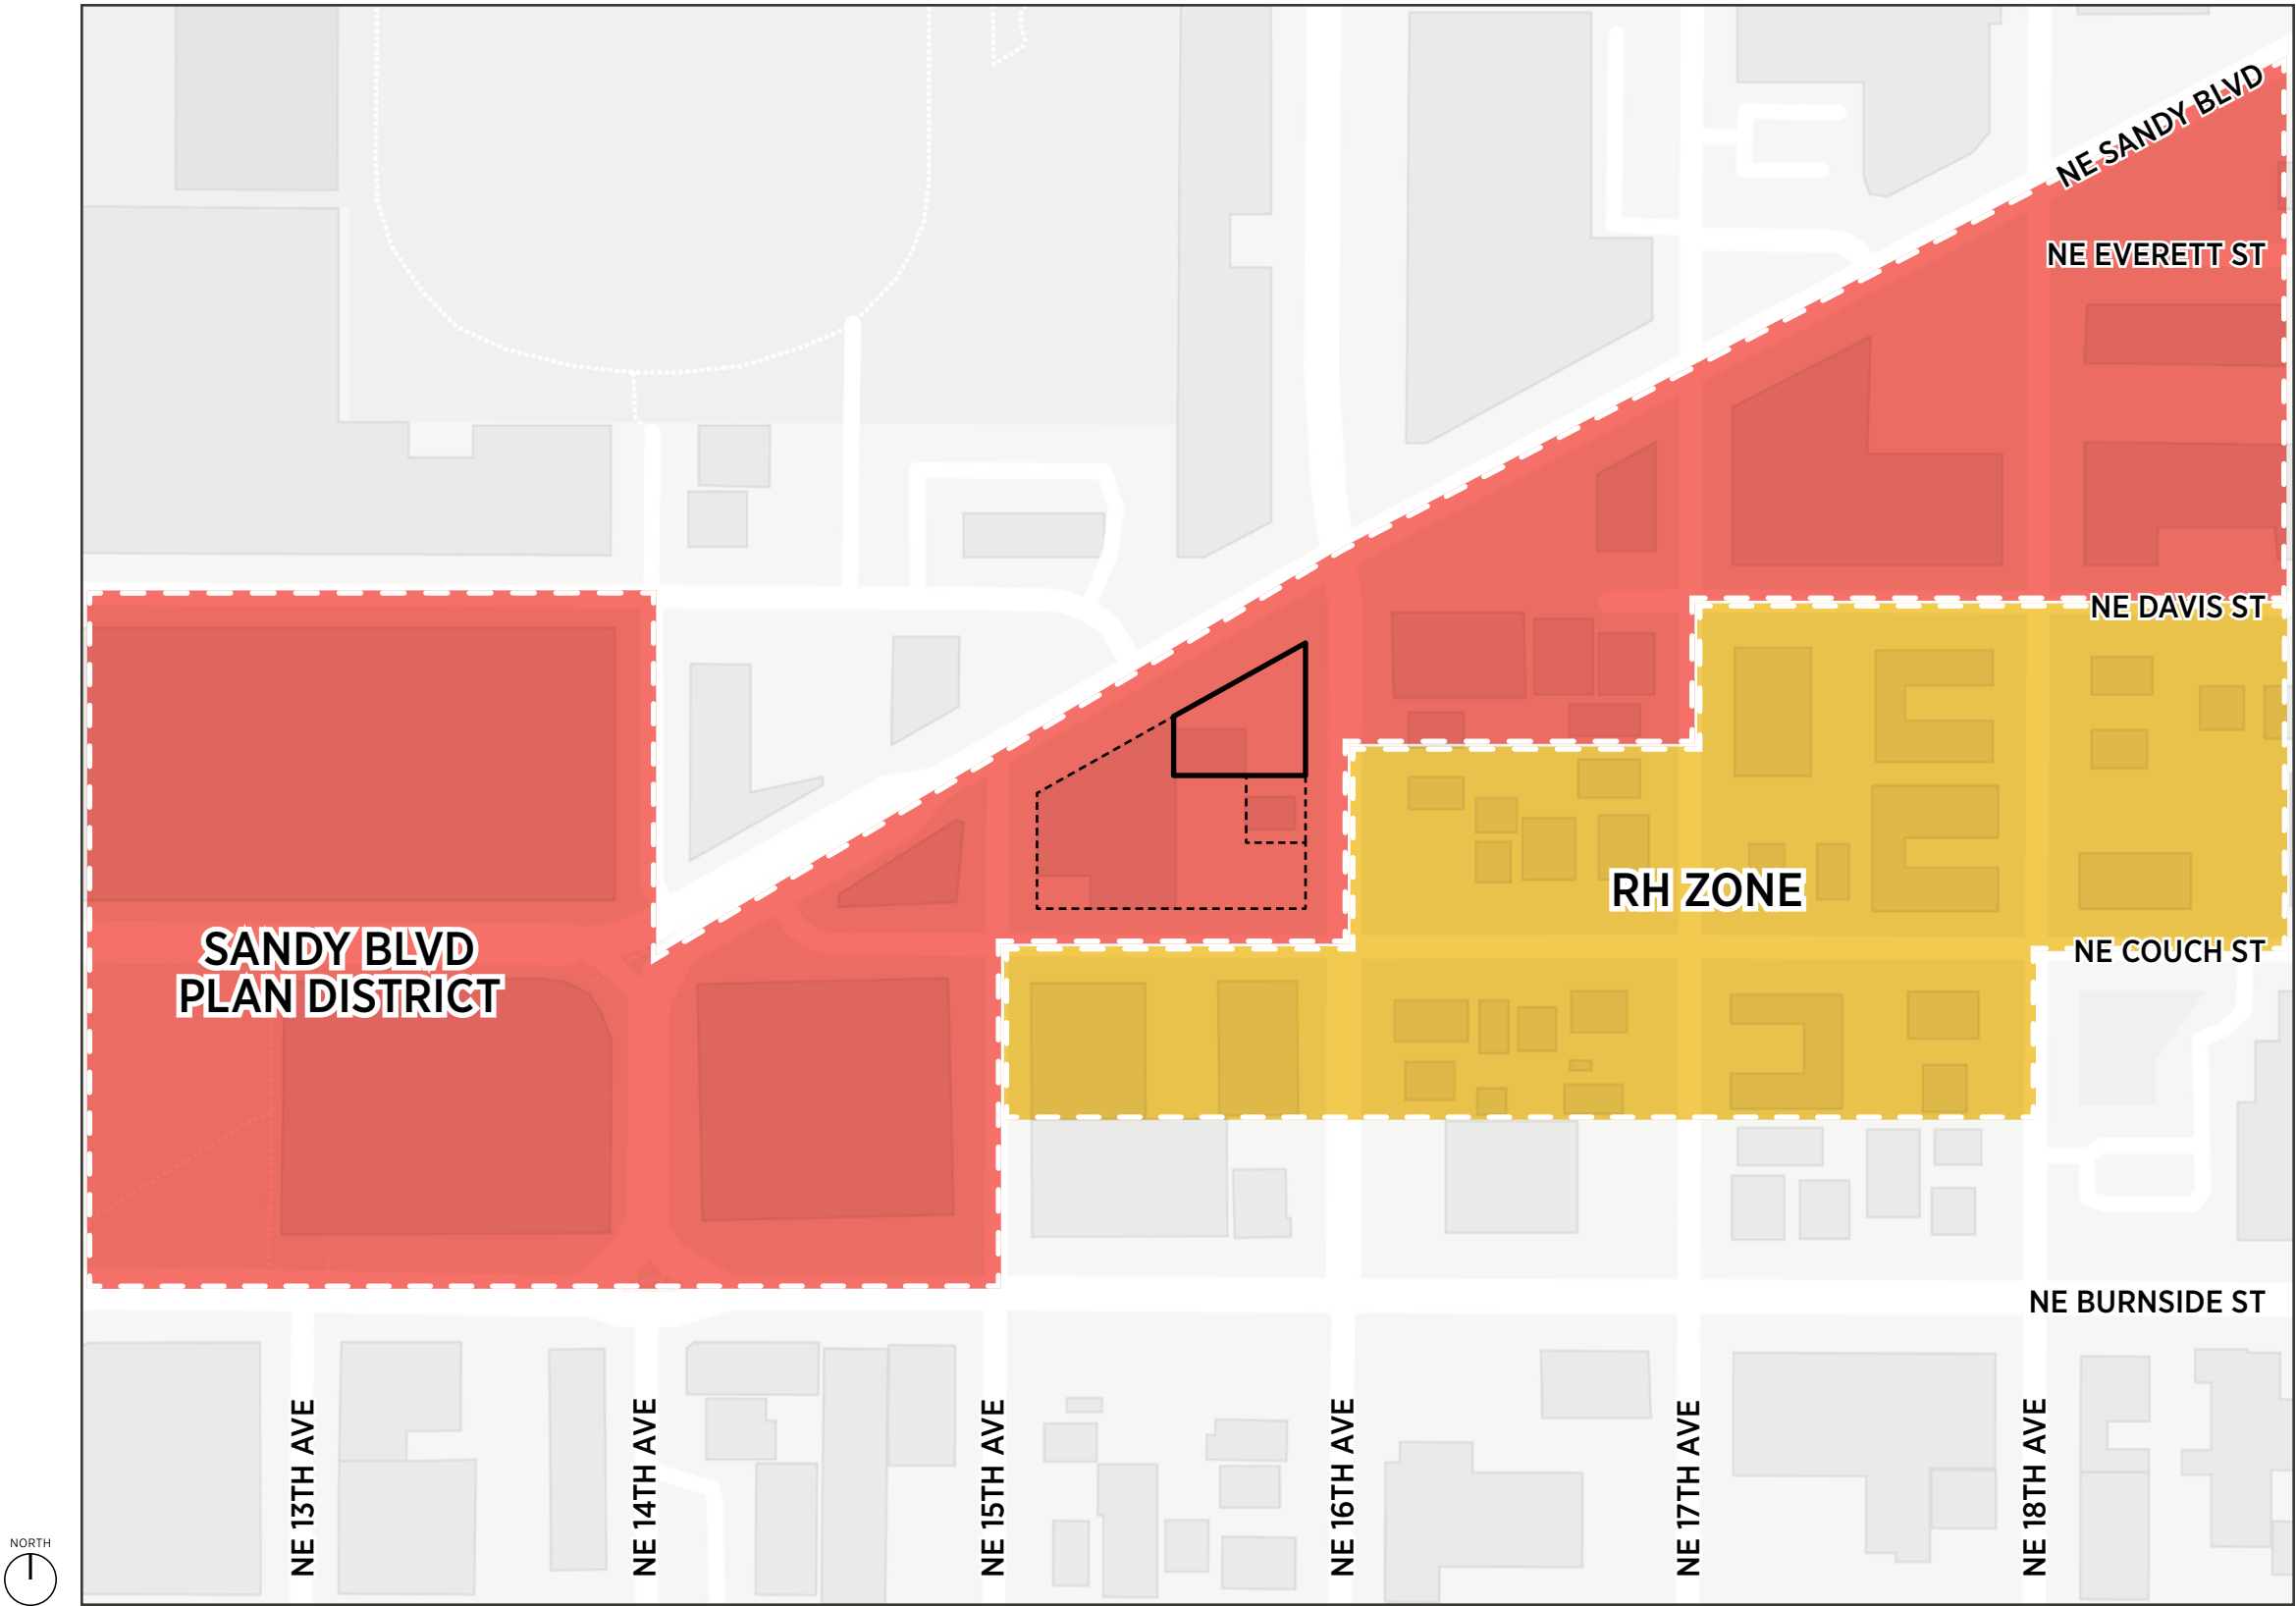 NE SANDY BLVD
NE EVERETT ST
NE DAVIS ST
RH ZONE
SANDY BLVD
PLAN DISTRICT
NE COUCH ST
NE BURNSIDE ST
NE 13TH AVE
NE 14TH AVE
NE 15TH AVE
NE 16TH AVE
NE 17TH AVE
NE 18TH AVE
NORTH